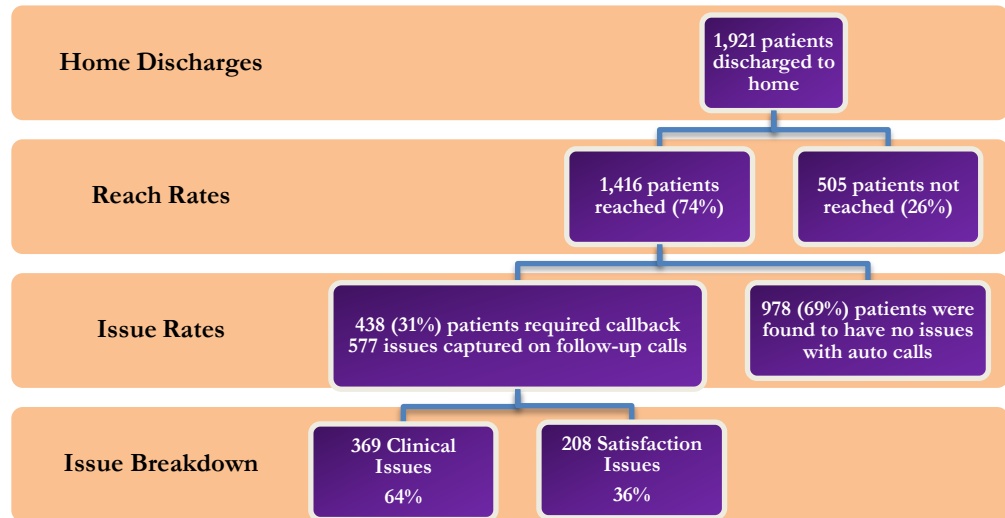 Home Discharges
1,921 patients
discharged to
home
Reach Rates
1,416 patients
reached (74%)
505 patients not
reached (26%)
Issue Rates
438 (31%) patients required callback
577 issues captured on follow-up calls
978 (69%) patients were
found to have no issues
with auto calls
Issue Breakdown
369 Clinical
Issues
64%
208 Satisfaction
Issues
36%